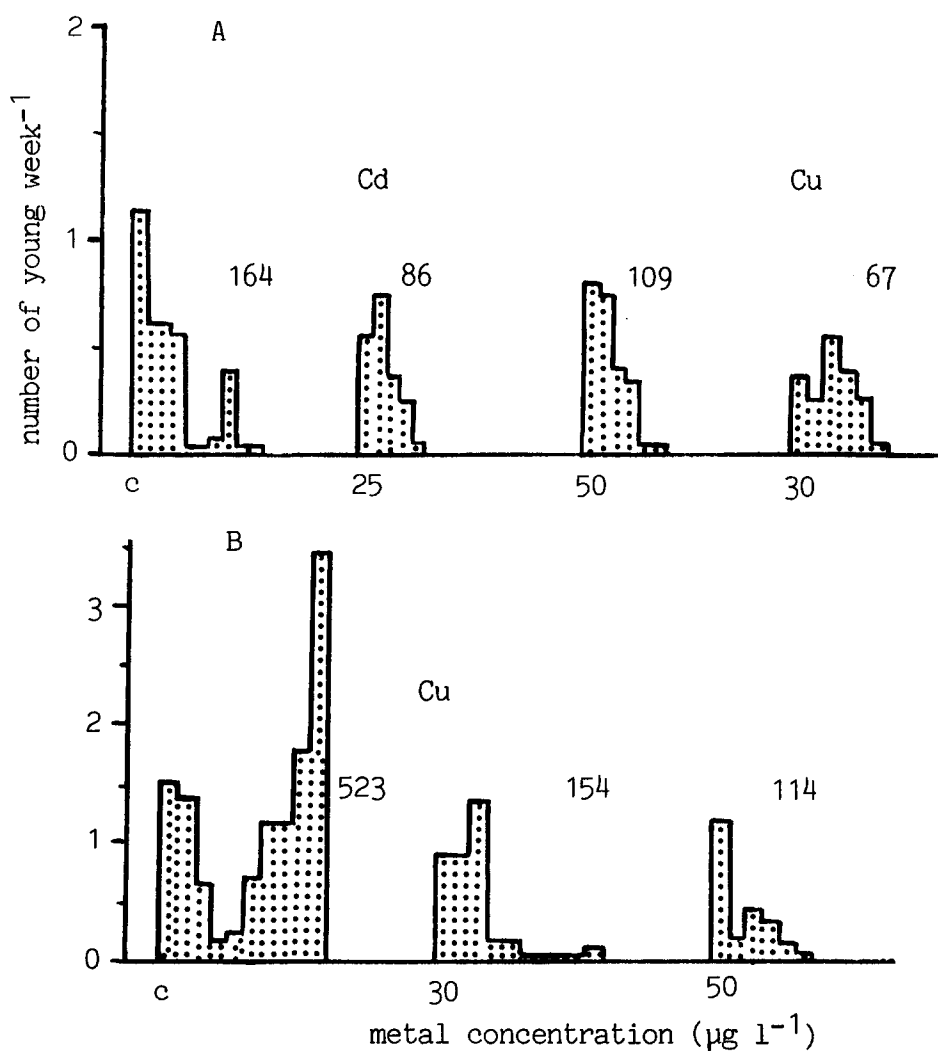 A
2
1
0
number of young week⁻¹
Cd
Cu
164
86
109
67
c
25
50
30
B
3
2
1
0
Cu
523
154
114
c
30
50
metal concentration (µg l⁻¹)